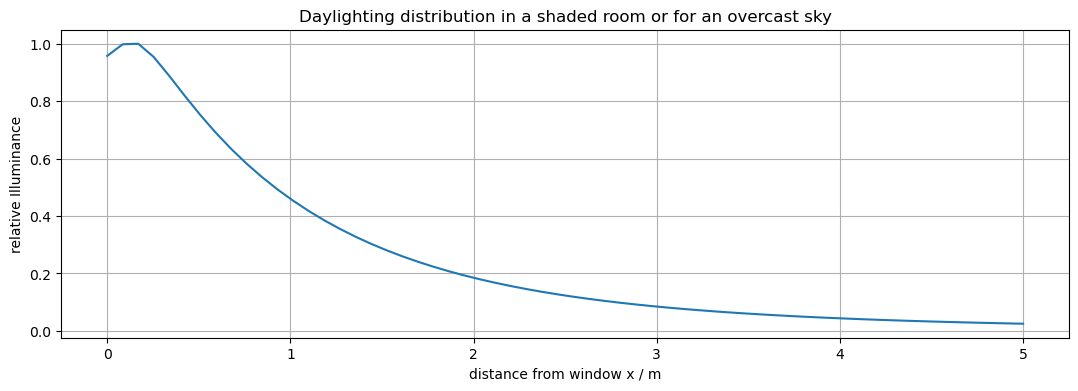 Daylighting distribution in a shaded room or for an overcast sky
relative Illuminance
1.0
0.8
0.6
0.4
0.2
0.0
0 1 2 3 4 5
distance from window x / m